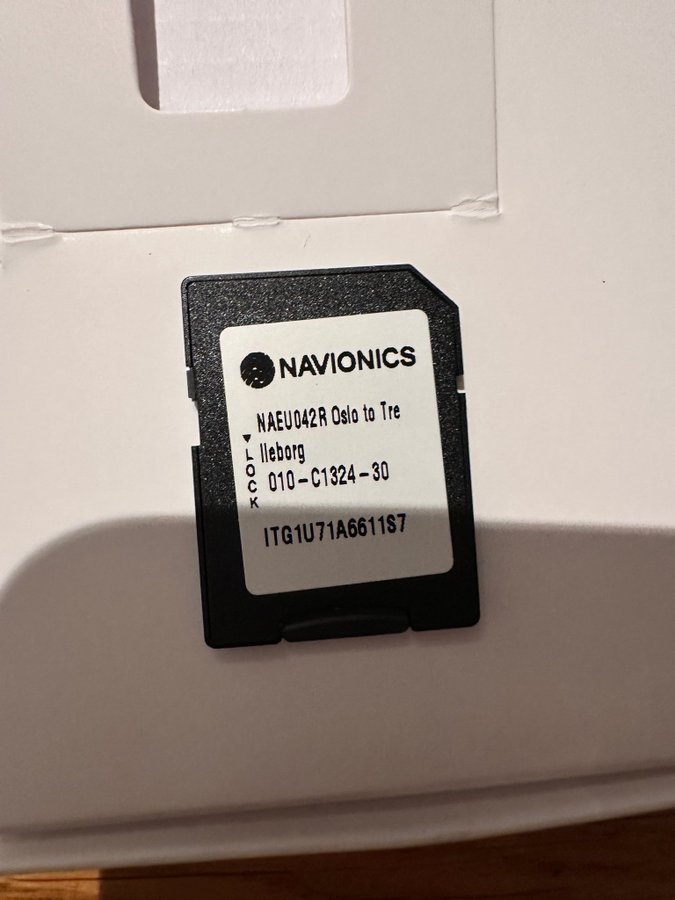 NAVIONICS
NAEU042R Oslo to Tre
lleborg
010-C1324-30
ITG1U71A6611S7
LOCK